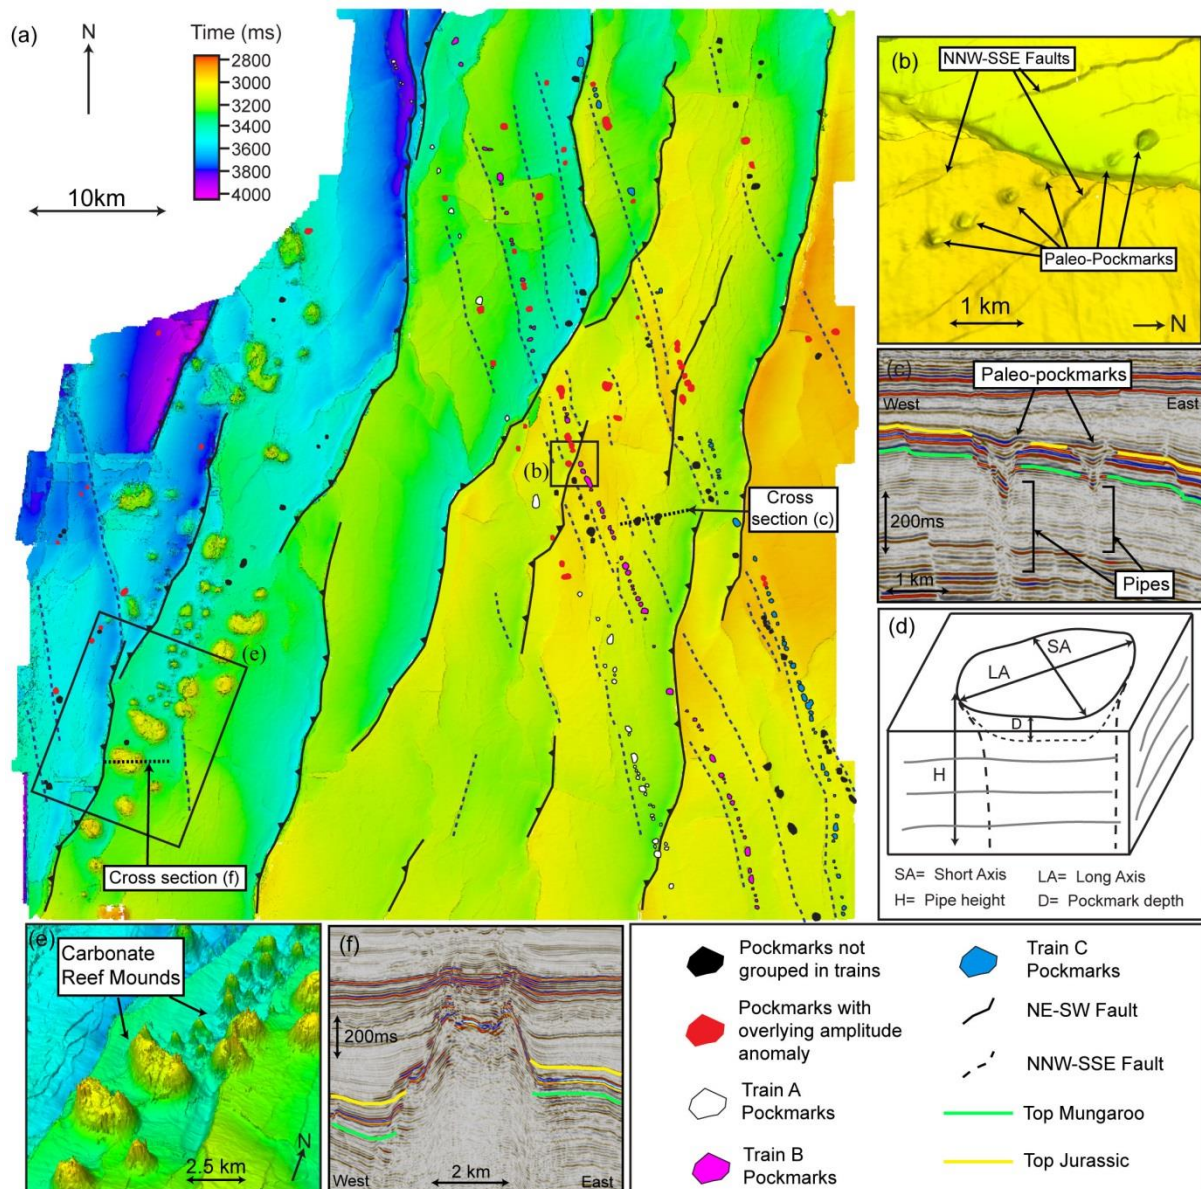 (a)
N
Time (ms)
2800
3000
3200
3400
3600
3800
4000
10km
(b)
Cross
section (c)
(e)
Cross section (f)
(b)
NNW-SSE Faults
Paleo-Pockmarks
1 km
N
(c)
Paleo-pockmarks
West
East
200ms
1 km
Pipes
(d)
SA
LA
D
H
SA= Short Axis
LA= Long Axis
H= Pipe height
D= Pockmark depth
(e)
Carbonate
Reef Mounds
2.5 km
N
(f)
200ms
2 km
West
East
Pockmarks not
grouped in trains
Pockmarks with
overlying amplitude
anomaly
Train A
Pockmarks
Train B
Pockmarks
Train C
Pockmarks
NE-SW Fault
NNW-SSE Fault
Top Mungaroo
Top Jurassic